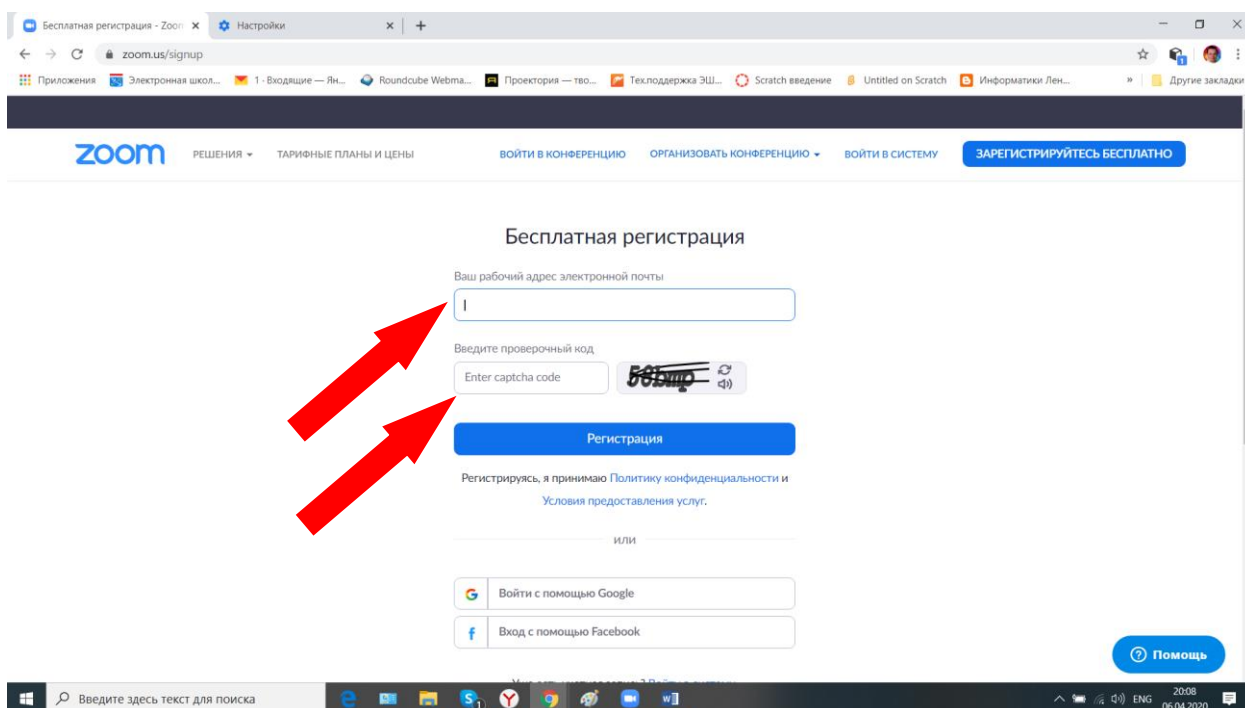 Бесплатная регистрация - Zoom
Настройки
zoom.us/signup
Приложения Электронная школ... 1 · Входящие — Ян... Roundcube Webma... Проектория — тво... Тех.поддержка ЭШ... Scratch введение Untitled on Scratch Информатики Лен... » Другие закладки
zoom РЕШЕНИЯ ТАРИФНЫЕ ПЛАНЫ И ЦЕНЫ ВОЙТИ В КОНФЕРЕНЦИЮ ОРГАНИЗОВАТЬ КОНФЕРЕНЦИЮ ВОЙТИ В СИСТЕМУ ЗАРЕГИСТРИРУЙТЕСЬ БЕСПЛАТНО
Бесплатная регистрация
Ваш рабочий адрес электронной почты
Введите проверочный код
Enter captcha code
Регистрация
Регистрируясь, я принимаю Политику конфиденциальности и
Условия предоставления услуг.
или
Войти с помощью Google
Вход с помощью Facebook
Помощь
Введите здесь текст для поиска
ENG 20:08
06.04.2020